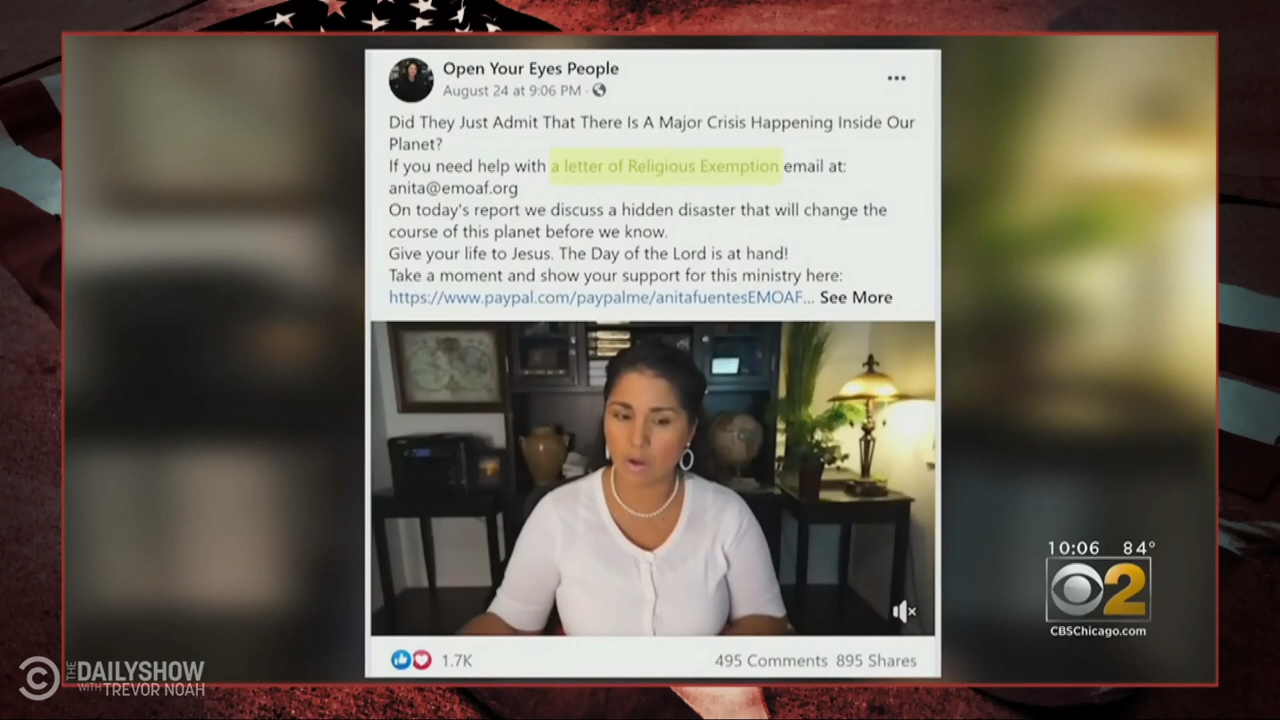 Open Your Eyes People
August 24 at 9:06 PM ·
Did They Just Admit That There Is A Major Crisis Happening Inside Our
Planet?
If you need help with a letter of Religious Exemption email at:
anita@emoaf.org
On today's report we discuss a hidden disaster that will change the
course of this planet before we know.
Give your life to Jesus. The Day of the Lord is at hand!
Take a moment and show your support for this ministry here:
https://www.paypal.com/paypalme/anitafuentesEMOAF... See More
1.7K 495 Comments 895 Shares
10:06 84°
2
CBSChicago.com
THE DAILYSHOW
WITH TREVOR NOAH